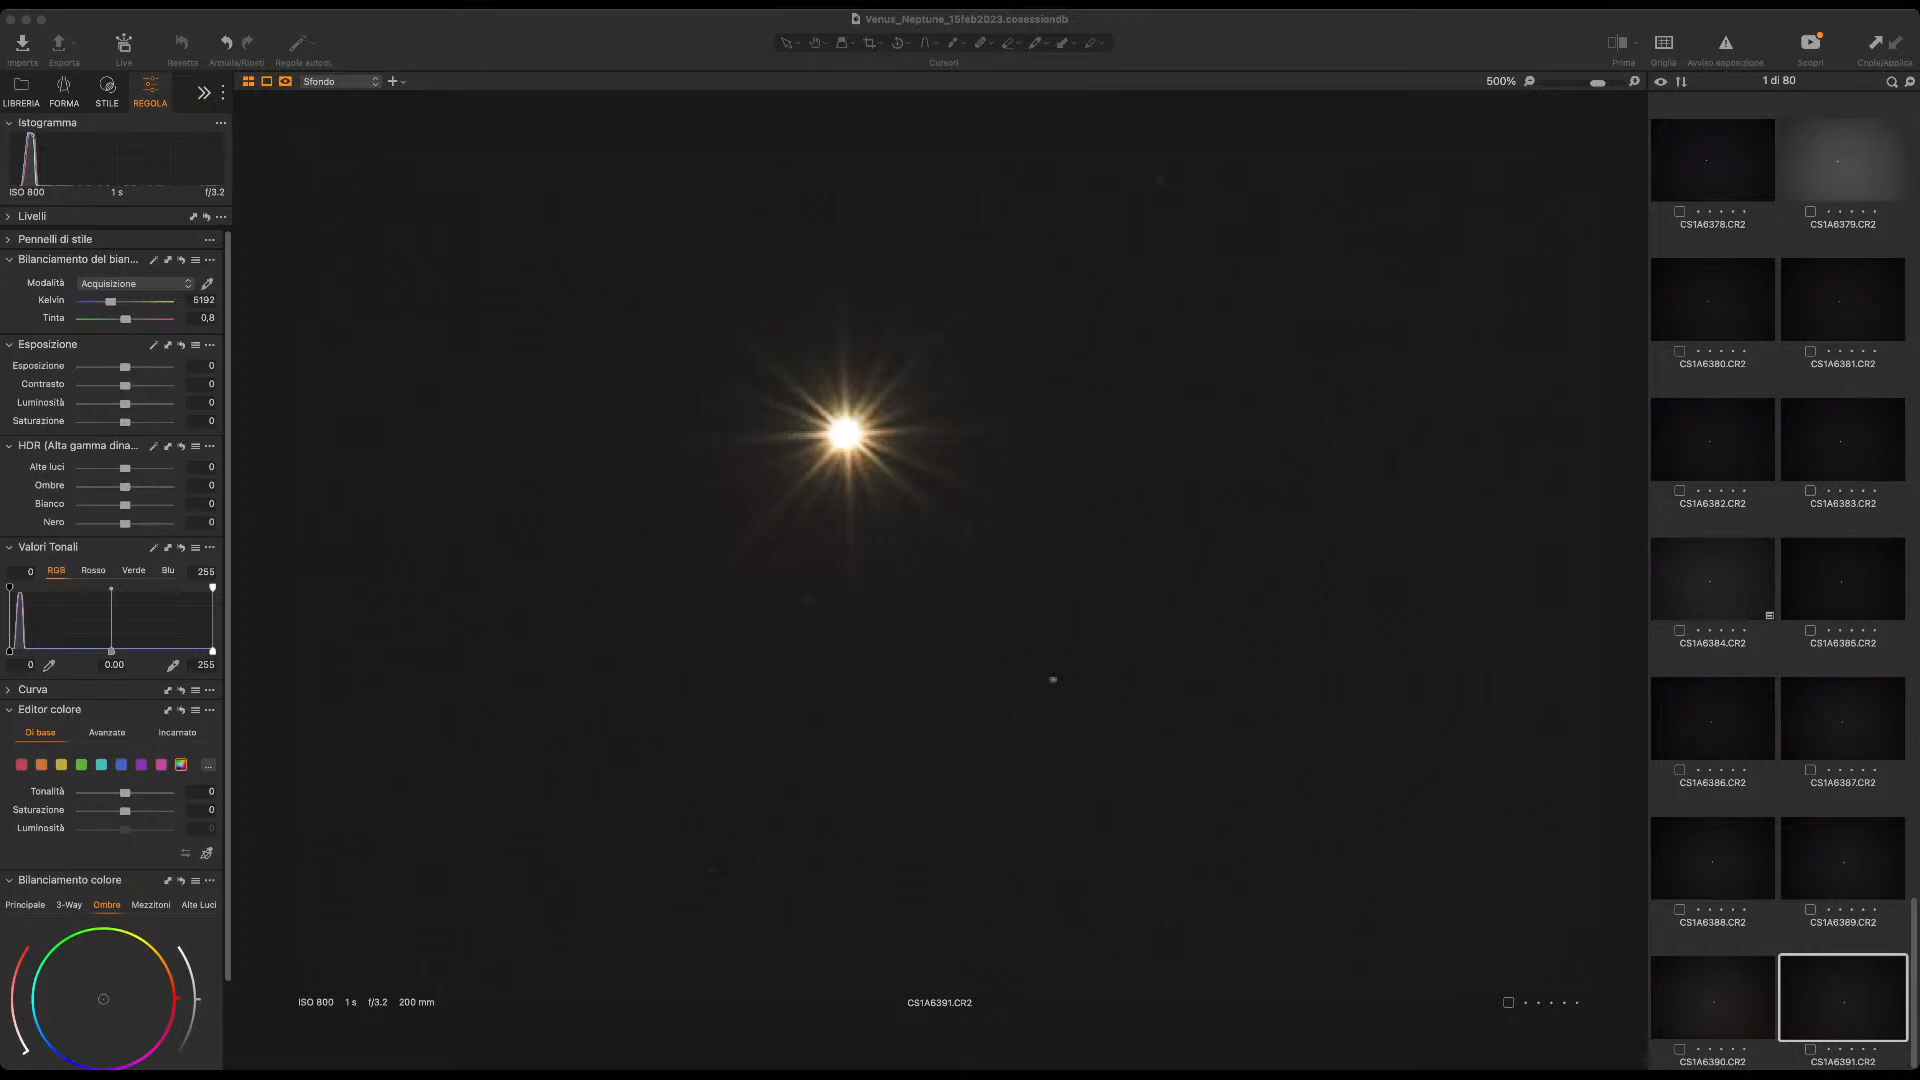 Venus_Neptune_15feb2023.cosessiondb
Importa Esporta Live Resetta Annulla/Ripeti Regola autom. Cursori Prima Griglia Avviso esposizione Scopri Copia/Applica
LIBRERIA FORMA STILE REGOLA
Sfondo
500%
1 di 80
Istogramma
ISO 800 1 s f/3.2
Livelli
Pennelli di stile
Bilanciamento del bian...
Modalità Acquisizione
Kelvin 5192
Tinta 0,8
Esposizione
Esposizione 0
Contrasto 0
Luminosità 0
Saturazione 0
HDR (Alta gamma dina...
Alte luci 0
Ombre 0
Bianco 0
Nero 0
Valori Tonali
0 RGB Rosso Verde Blu 255
0 0.00 255
Curva
Editor colore
Di base Avanzate Incarnato
Tonalità 0
Saturazione 0
Luminosità 0
Bilanciamento colore
Principale 3-Way Ombre Mezzitoni Alte Luci
ISO 800 1 s f/3.2 200 mm
CS1A6391.CR2
CS1A6378.CR2 CS1A6379.CR2
CS1A6380.CR2 CS1A6381.CR2
CS1A6382.CR2 CS1A6383.CR2
CS1A6384.CR2 CS1A6385.CR2
CS1A6386.CR2 CS1A6387.CR2
CS1A6388.CR2 CS1A6389.CR2
CS1A6390.CR2 CS1A6391.CR2